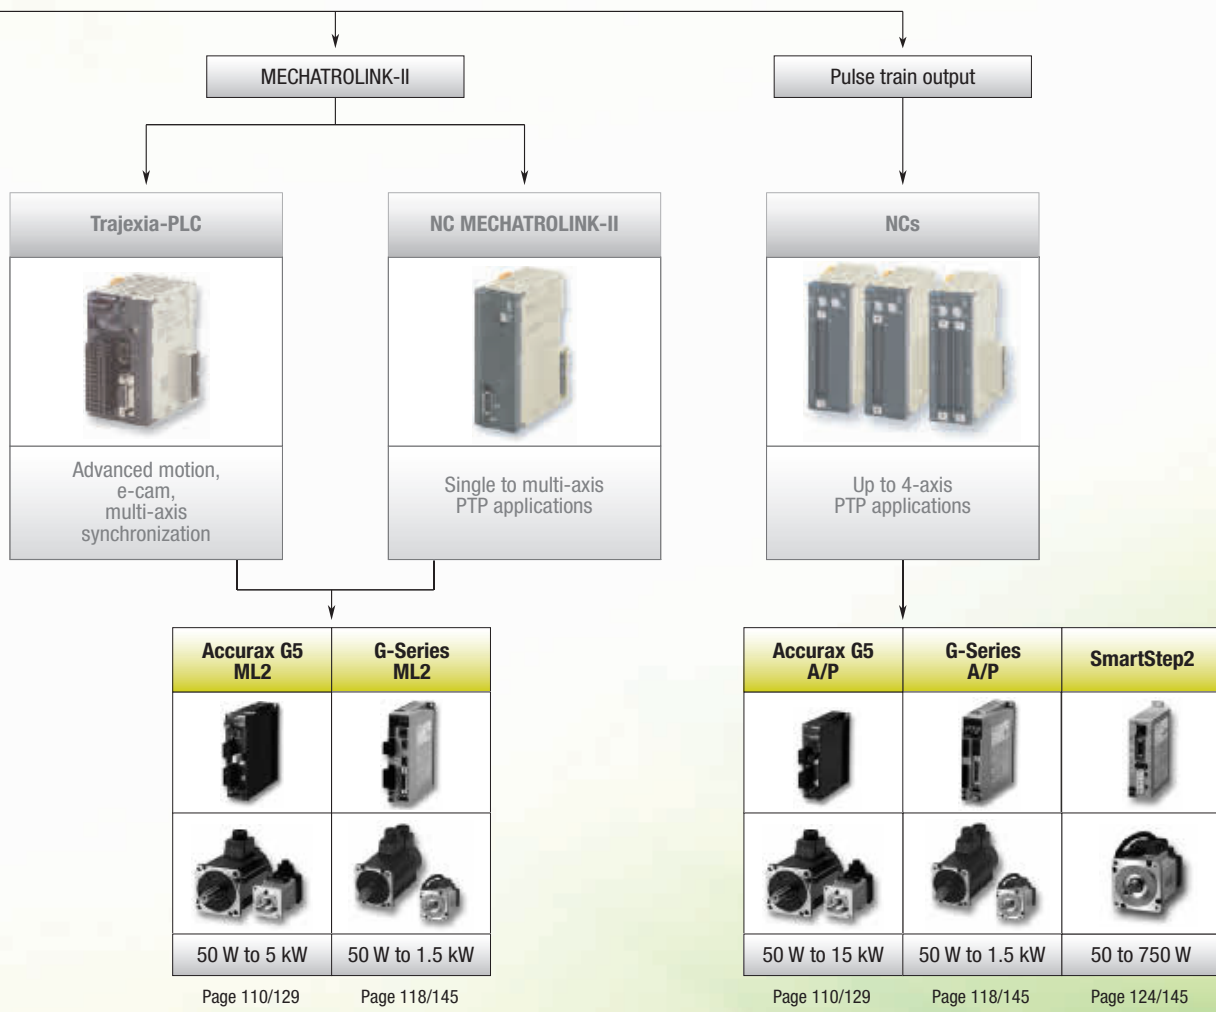 MECHATROLINK-II
Pulse train output
Trajexia-PLC
NC MECHATROLINK-II
NCs
Advanced motion,
e-cam,
multi-axis
synchronization
Single to multi-axis
PTP applications
Up to 4-axis
PTP applications
Accurax G5
ML2
G-Series
ML2
Accurax G5
A/P
G-Series
A/P
SmartStep2
50 W to 5 kW
50 W to 1.5 kW
50 W to 15 kW
50 W to 1.5 kW
50 to 750 W
Page 110/129
Page 118/145
Page 110/129
Page 118/145
Page 124/145